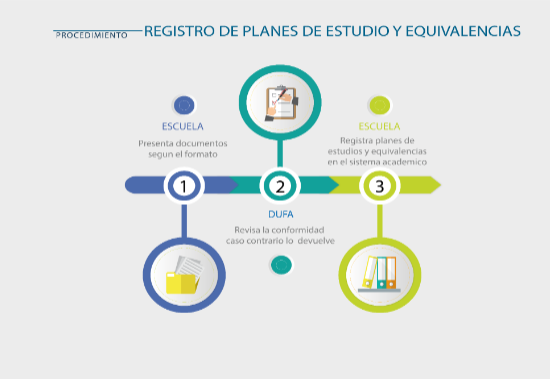 PROCEDIMIENTO
REGISTRO DE PLANES DE ESTUDIO Y EQUIVALENCIAS
ESCUELA
Presenta documentos
segun el formato
1
2
DUFA
Revisa la conformidad
caso contrario lo devuelve
ESCUELA
Registra planes de
estudios y equivalencias
en el sistema academico
3